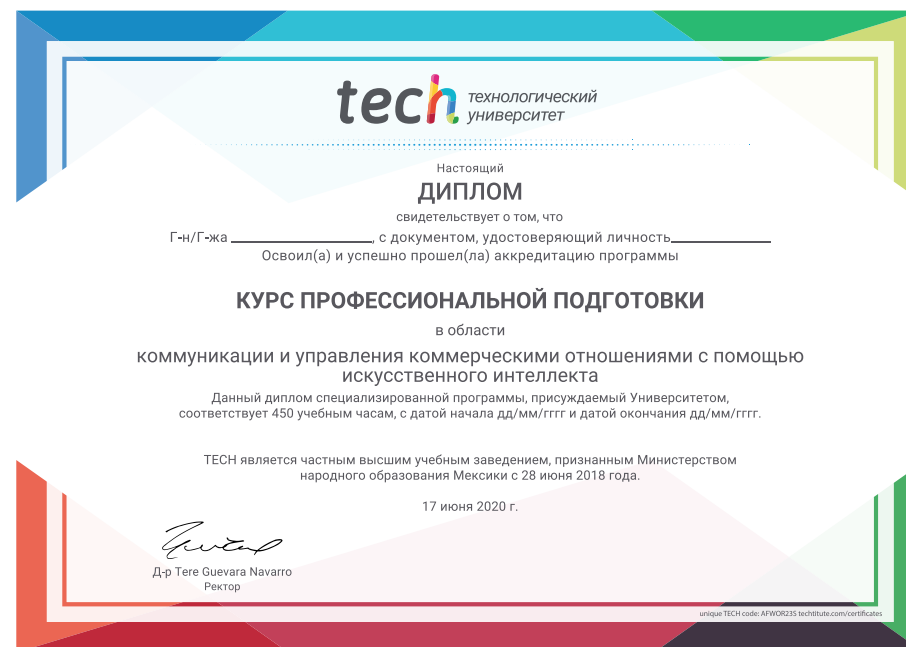 tech технологический
университет
Настоящий
ДИПЛОМ
свидетельствует о том, что
Г-н/Г-жа ____________________, с документом, удостоверяющий личность______________
Освоил(а) и успешно прошел(ла) аккредитацию программы
КУРС ПРОФЕССИОНАЛЬНОЙ ПОДГОТОВКИ
в области
коммуникации и управления коммерческими отношениями с помощью
искусственного интеллекта
Данный диплом специализированной программы, присуждаемый Университетом,
соответствует 450 учебным часам, с датой начала дд/мм/гггг и датой окончания дд/мм/гггг.
TECH является частным высшим учебным заведением, признанным Министерством
народного образования Мексики с 28 июня 2018 года.
17 июня 2020 г.
Д-р Tere Guevara Navarro
Ректор
unique TECH code: AFWOR23S techtitute.com/certificates